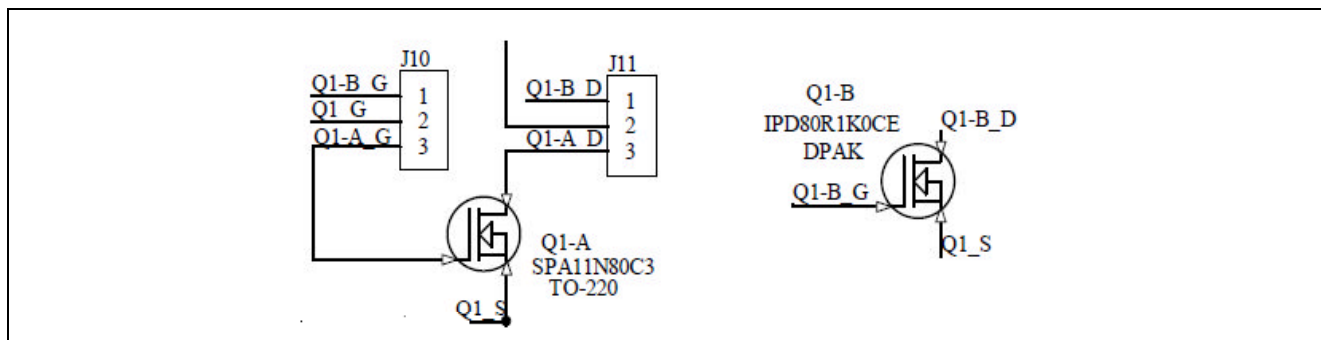 J10
Q1-B_G 1
Q1_G 2
Q1-A_G 3
J11
Q1-B_D 1
2
Q1-A_D 3
Q1-A
SPA11N80C3
TO-220
Q1_S
Q1-B
IPD80R1K0CE
DPAK
Q1-B_D
Q1-B_G
Q1_S